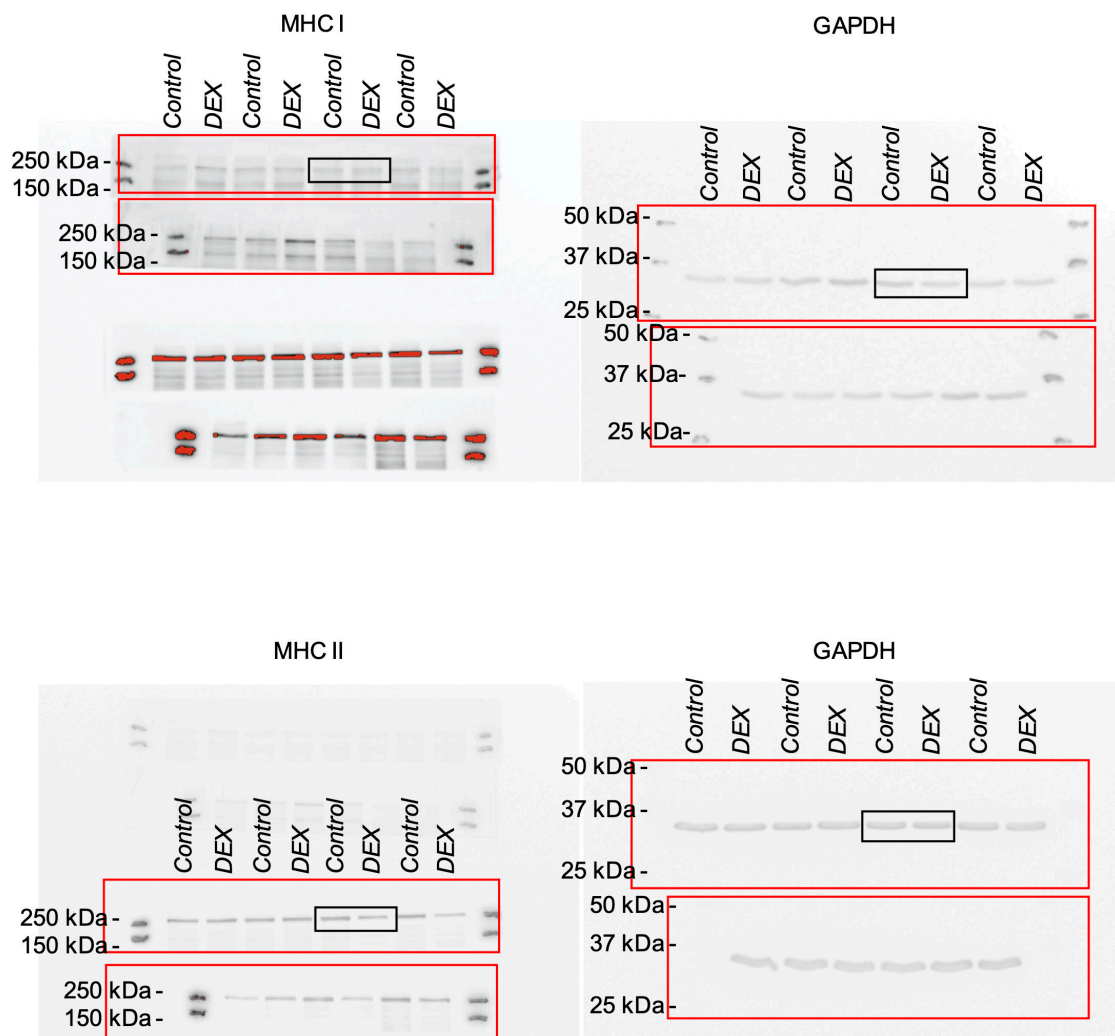 MHC I
GAPDH
Control DEX Control DEX Control DEX Control DEX
250 kDa -
150 kDa -
250 kDa -
150 kDa -
Control DEX Control DEX Control DEX Control DEX
50 kDa-
37 kDa-
25 kDa-
50 kDa-
37 kDa-
25 kDa-
MHC II
GAPDH
Control DEX Control DEX Control DEX Control DEX
250 kDa -
150 kDa -
250 kDa -
150 kDa -
Control DEX Control DEX Control DEX Control DEX
50 kDa-
37 kDa-
25 kDa-
50 kDa-
37 kDa-
25 kDa-